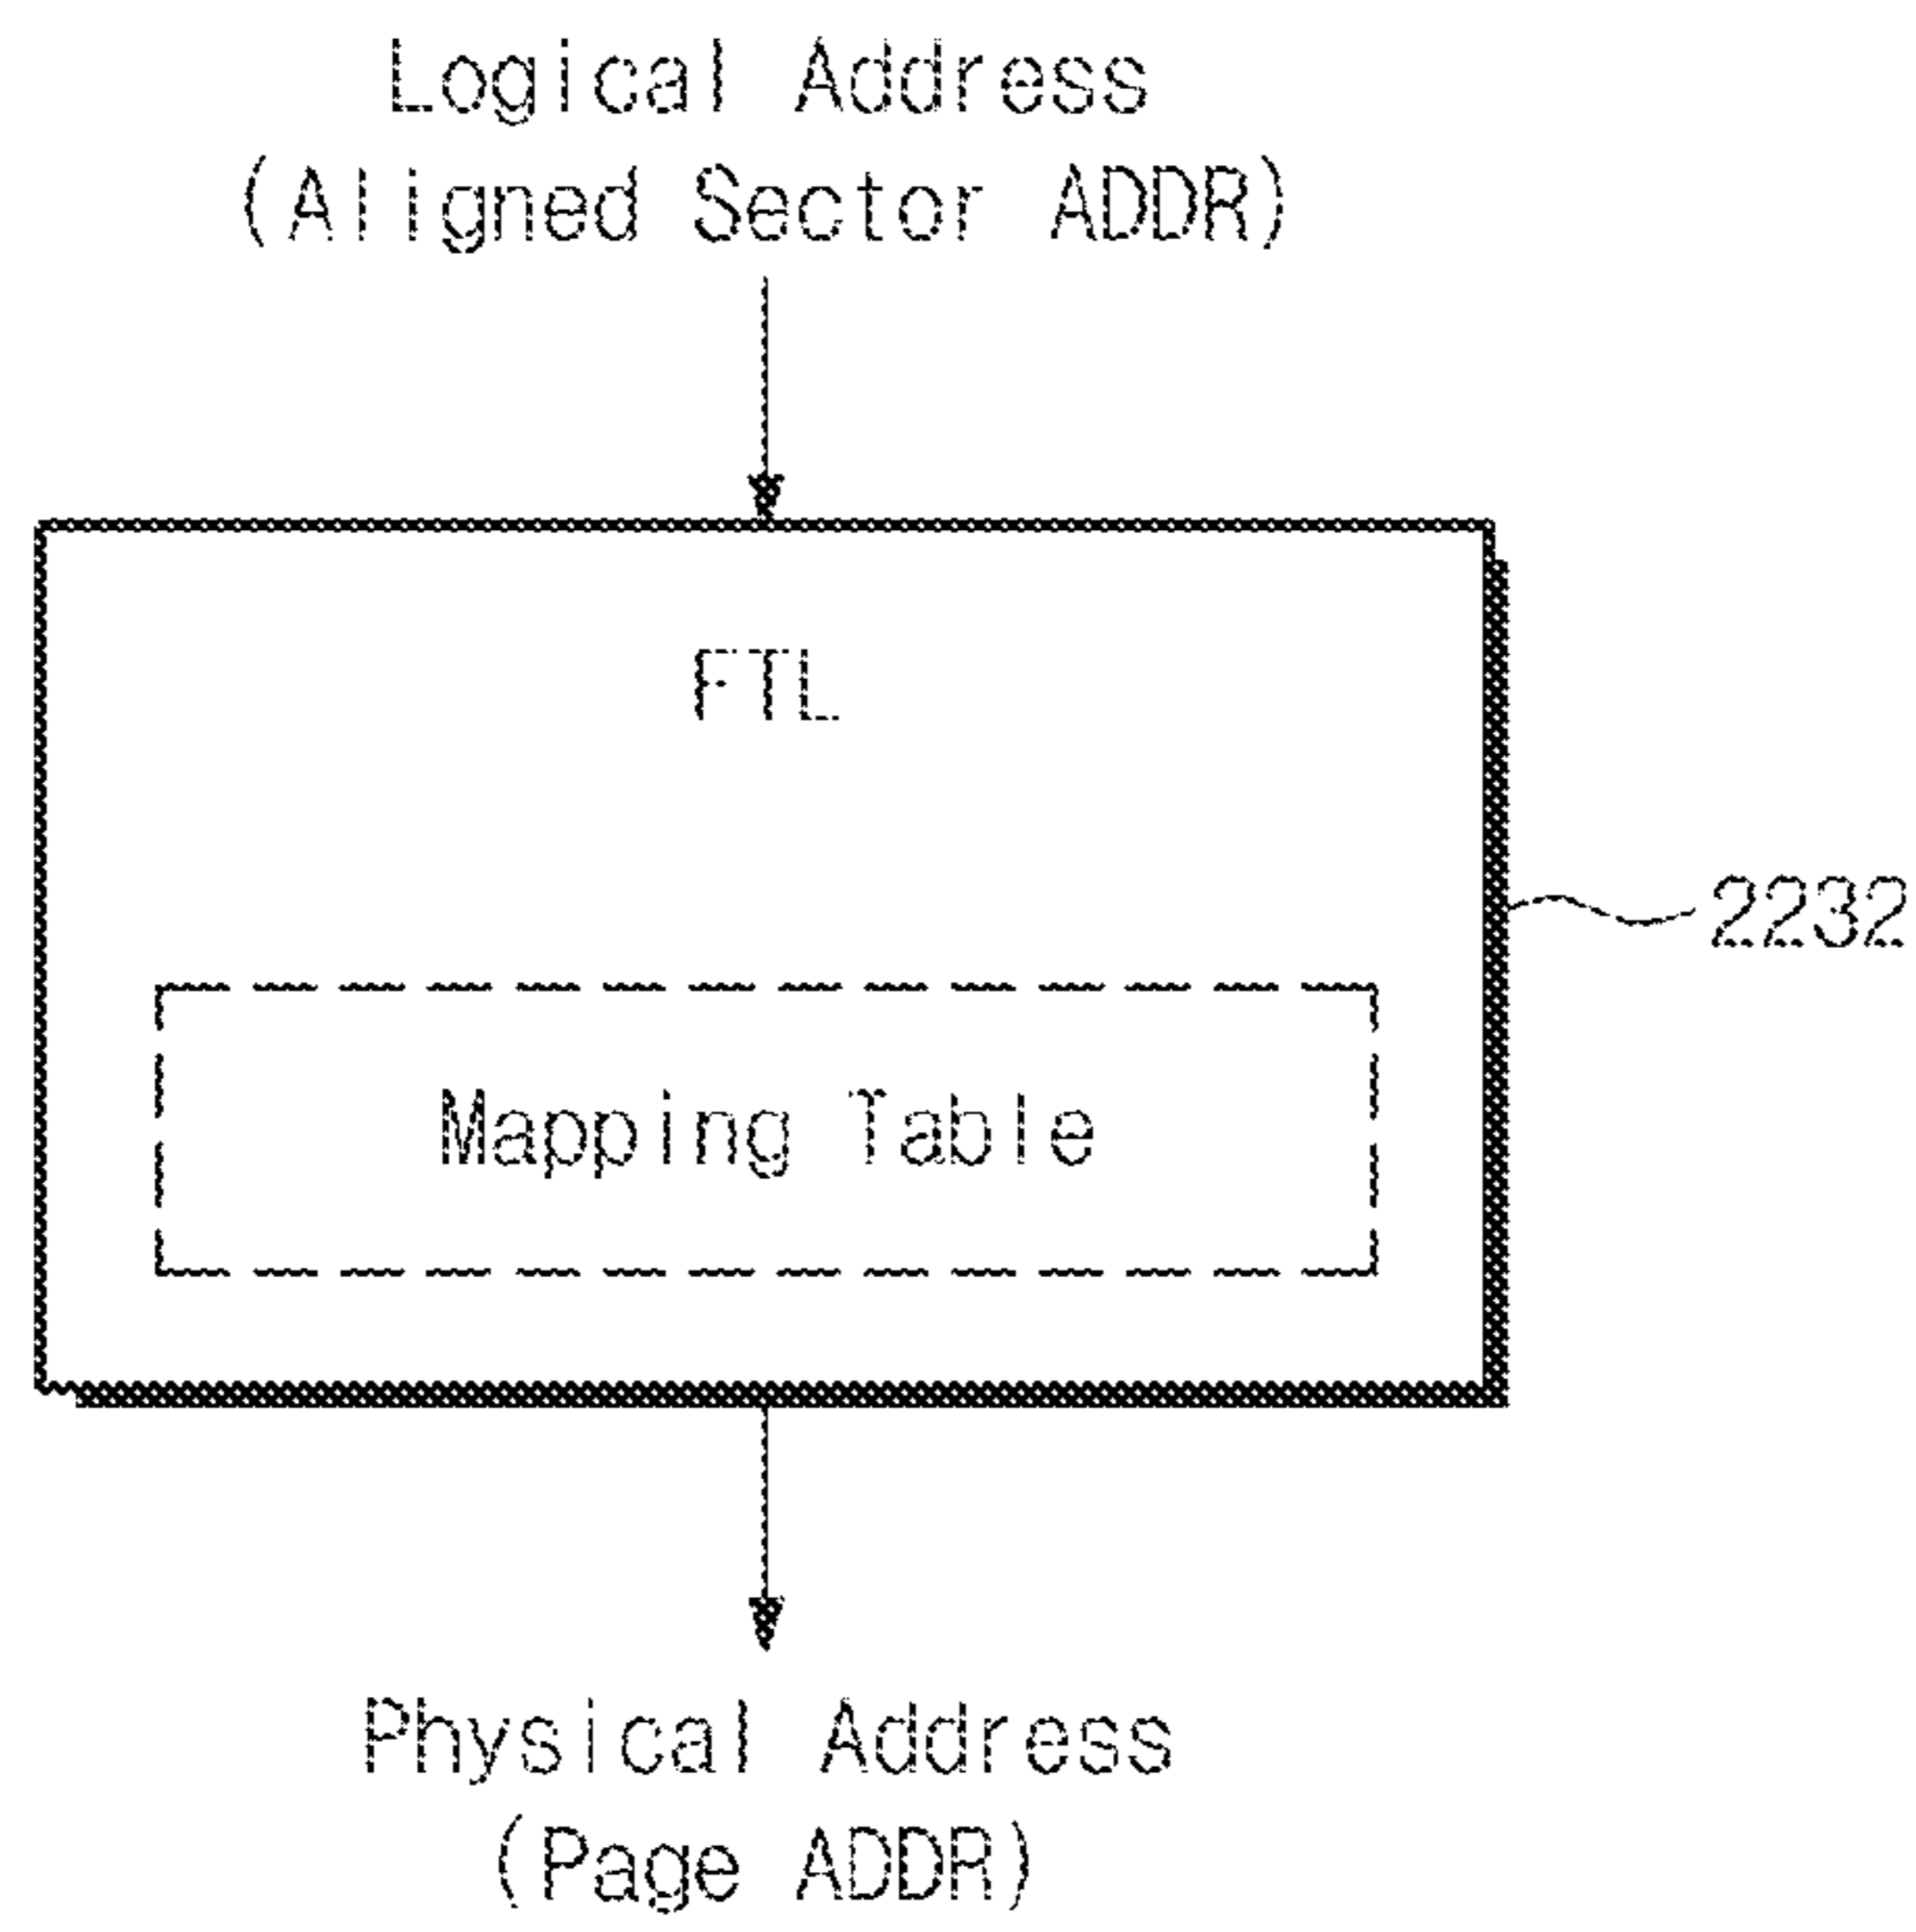 Logical Address
(Aligned Sector ADDR)
FTL
2232
Mapping Table
Physical Address
(Page ADDR)